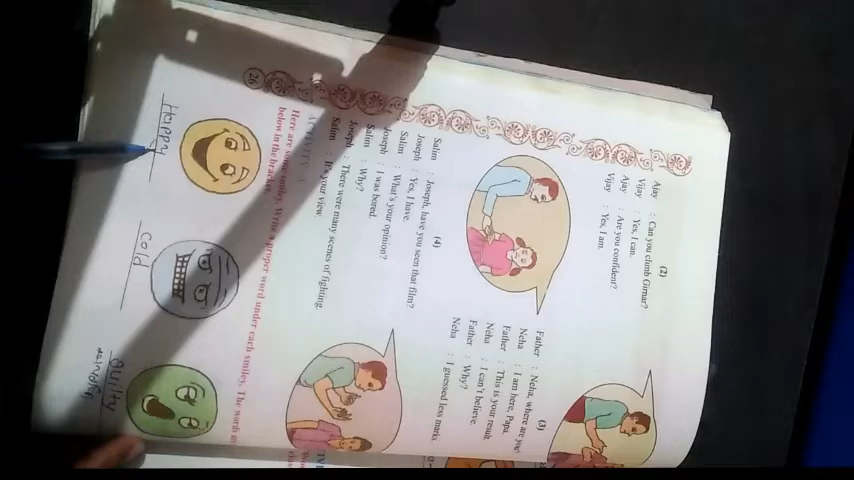 (2)
Ajay : Can you climb Girnar?
Vijay : Yes, I can.
Ajay : Are you confident?
Vijay : Yes, I am.
(3)
Father : Neha, where are you?
Neha : I am here, Papa.
Father : This is your result.
Neha : I can't believe.
Father : Why?
Neha : I guessed less marks
(4)
Salim : Joseph, have you seen that film?
Joseph : Yes, I have.
Salim : What's your opinion?
Joseph : I was bored.
Salim : Why?
Joseph : There were many scenes of fighting.
Salim : It's your view.
ACTIVITY
Here are some smileys. Write a proper word under each smileys. The words are
below in the bracket.
Happy
Cold
Guilty
26